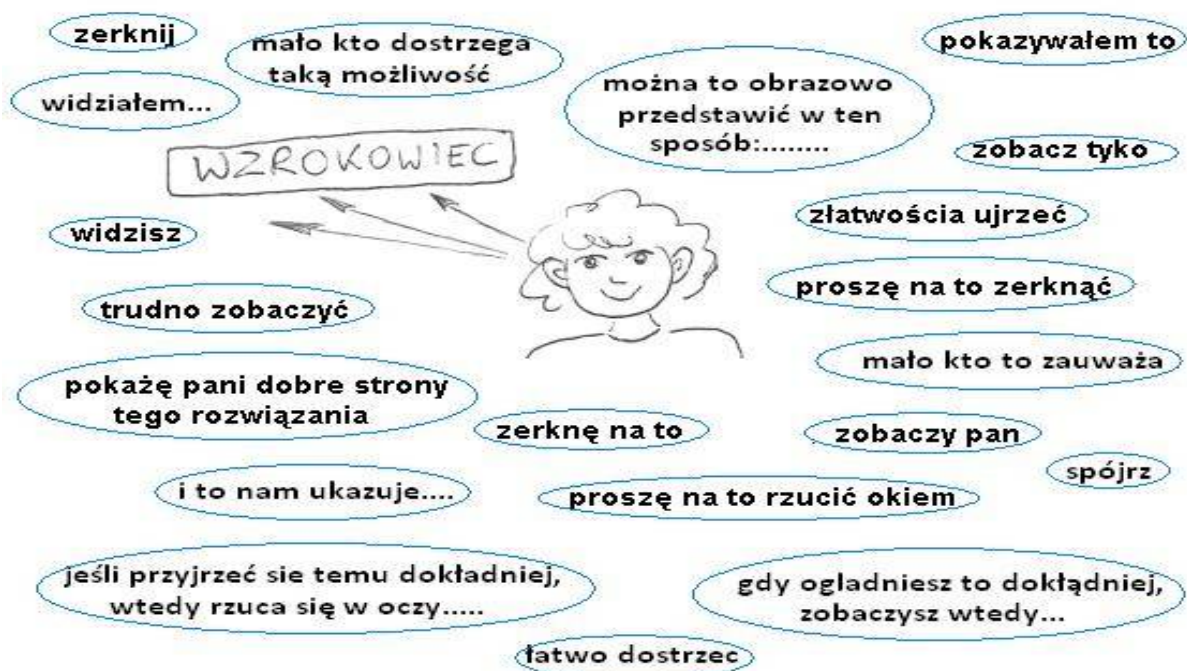 zerknij
mało kto dostrzega
taką możliwość
pokazywałem to
widziałem...
można to obrazowo
przedstawić w ten
sposób:........
WZROKOWIEC
zobacz tyko
złatwościa ujrzeć
widzisz
proszę na to zerknąć
trudno zobaczyć
mało kto to zauważa
pokażę pani dobre strony
tego rozwiązania
zerknę na to
zobaczy pan
spójrz
i to nam ukazuje....
proszę na to rzucić okiem
jeśli przyjrzeć sie temu dokładniej,
wtedy rzuca się w oczy.....
gdy ogladniesz to dokłądniej,
zobaczysz wtedy...
łatwo dostrzec